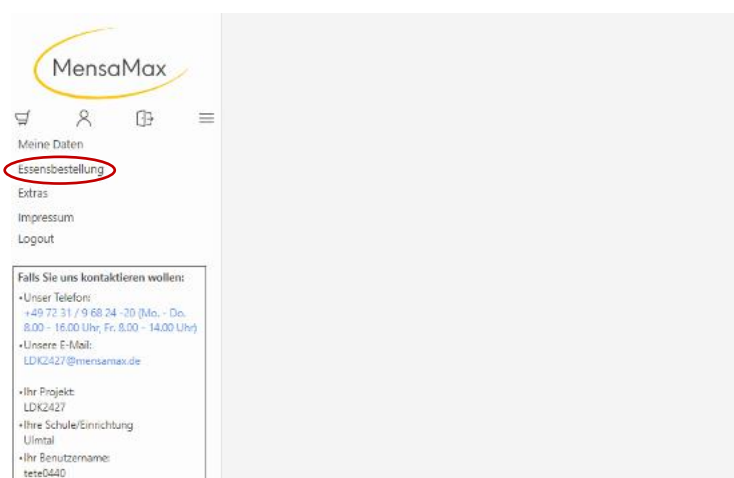 MensaMax
Meine Daten
Essensbestellung
Extras
Impressum
Logout
Falls Sie uns kontaktieren wollen:
•Unser Telefon:
+49 72 31 / 9 68 24 -20 (Mo. - Do.
8.00 - 16.00 Uhr, Fr. 8.00 - 14.00 Uhr)
•Unsere E-Mail:
LDK2427@mensamax.de
•Ihr Projekt:
LDK2427
•Ihre Schule/Einrichtung
Ulmtal
•Ihr Benutzername:
tete0440